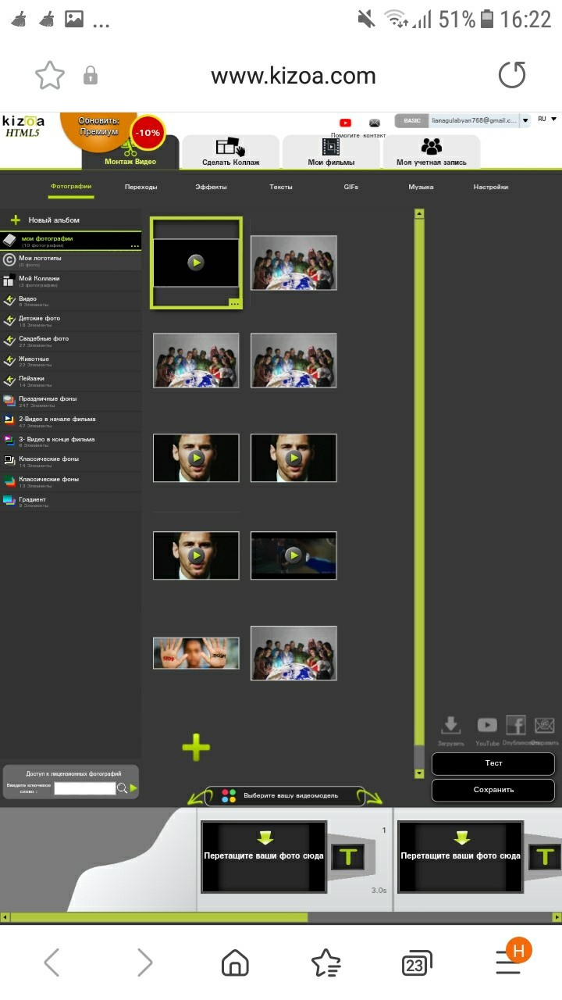 ... 51% 16:22
www.kizoa.com
kizoa
HTML5
Обновить:
Премиум
-10%
Помогите контакт
BASIC lianagulabyan768@gmail.c... RU
Монтаж Видео
Сделать Коллаж
Мои фильмы
Моя учетная запись
Фотографии Переходы Эффекты Тексты GIFs Музыка Настройки
Новый альбом
мои фотографии
(10 фотографии)
...
Мои логотипы
(0 фото)
Мой Коллажи
(3 фотографии)
Видео
6 Элементы
Детские фото
18 Элементы
Свадебные фото
27 Элементы
Животные
22 Элементы
Пейзажи
14 Элементы
Праздничные фоны
247 Элементы
2-Видео в начале фильма
47 Элементы
3- Видео в конце фильма
6 Элементы
Классические фоны
14 Элементы
Классические фоны
13 Элементы
Градиент
9 Элементы
...
STOP
Загрузить YouTube
Тест
Сохранить
Доступ к лицензионных фотографий
Введите ключевое
слово :
Выберите вашу видеомодель
Перетащите ваши фото сюда
T
1
3.0s
Перетащите ваши фото сюда
T
23
H